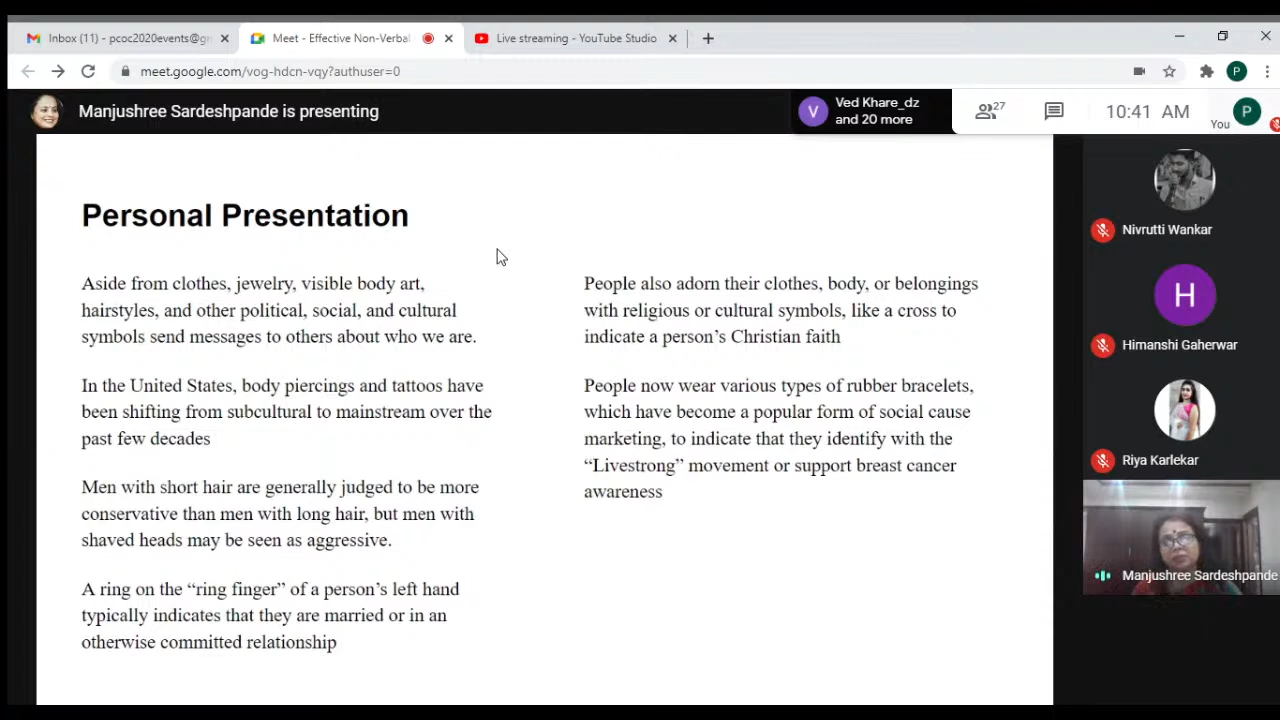 Inbox (11) - pcoc2020events@gm
Meet - Effective Non-Verbal
Live streaming - YouTube Studio
meet.google.com/vog-hdcn-vqy?authuser=0
P
Manjushree Sardeshpande is presenting
V
Ved Khare_dz
and 20 more
27
10:41 AM
You
P
Personal Presentation
Aside from clothes, jewelry, visible body art,
hairstyles, and other political, social, and cultural
symbols send messages to others about who we are.
In the United States, body piercings and tattoos have
been shifting from subcultural to mainstream over the
past few decades
Men with short hair are generally judged to be more
conservative than men with long hair, but men with
shaved heads may be seen as aggressive.
A ring on the “ring finger” of a person’s left hand
typically indicates that they are married or in an
otherwise committed relationship
People also adorn their clothes, body, or belongings
with religious or cultural symbols, like a cross to
indicate a person’s Christian faith
People now wear various types of rubber bracelets,
which have become a popular form of social cause
marketing, to indicate that they identify with the
“Livestrong” movement or support breast cancer
awareness
Nivrutti Wankar
H
Himanshi Gaherwar
Riya Karlekar
Manjushree Sardeshpande